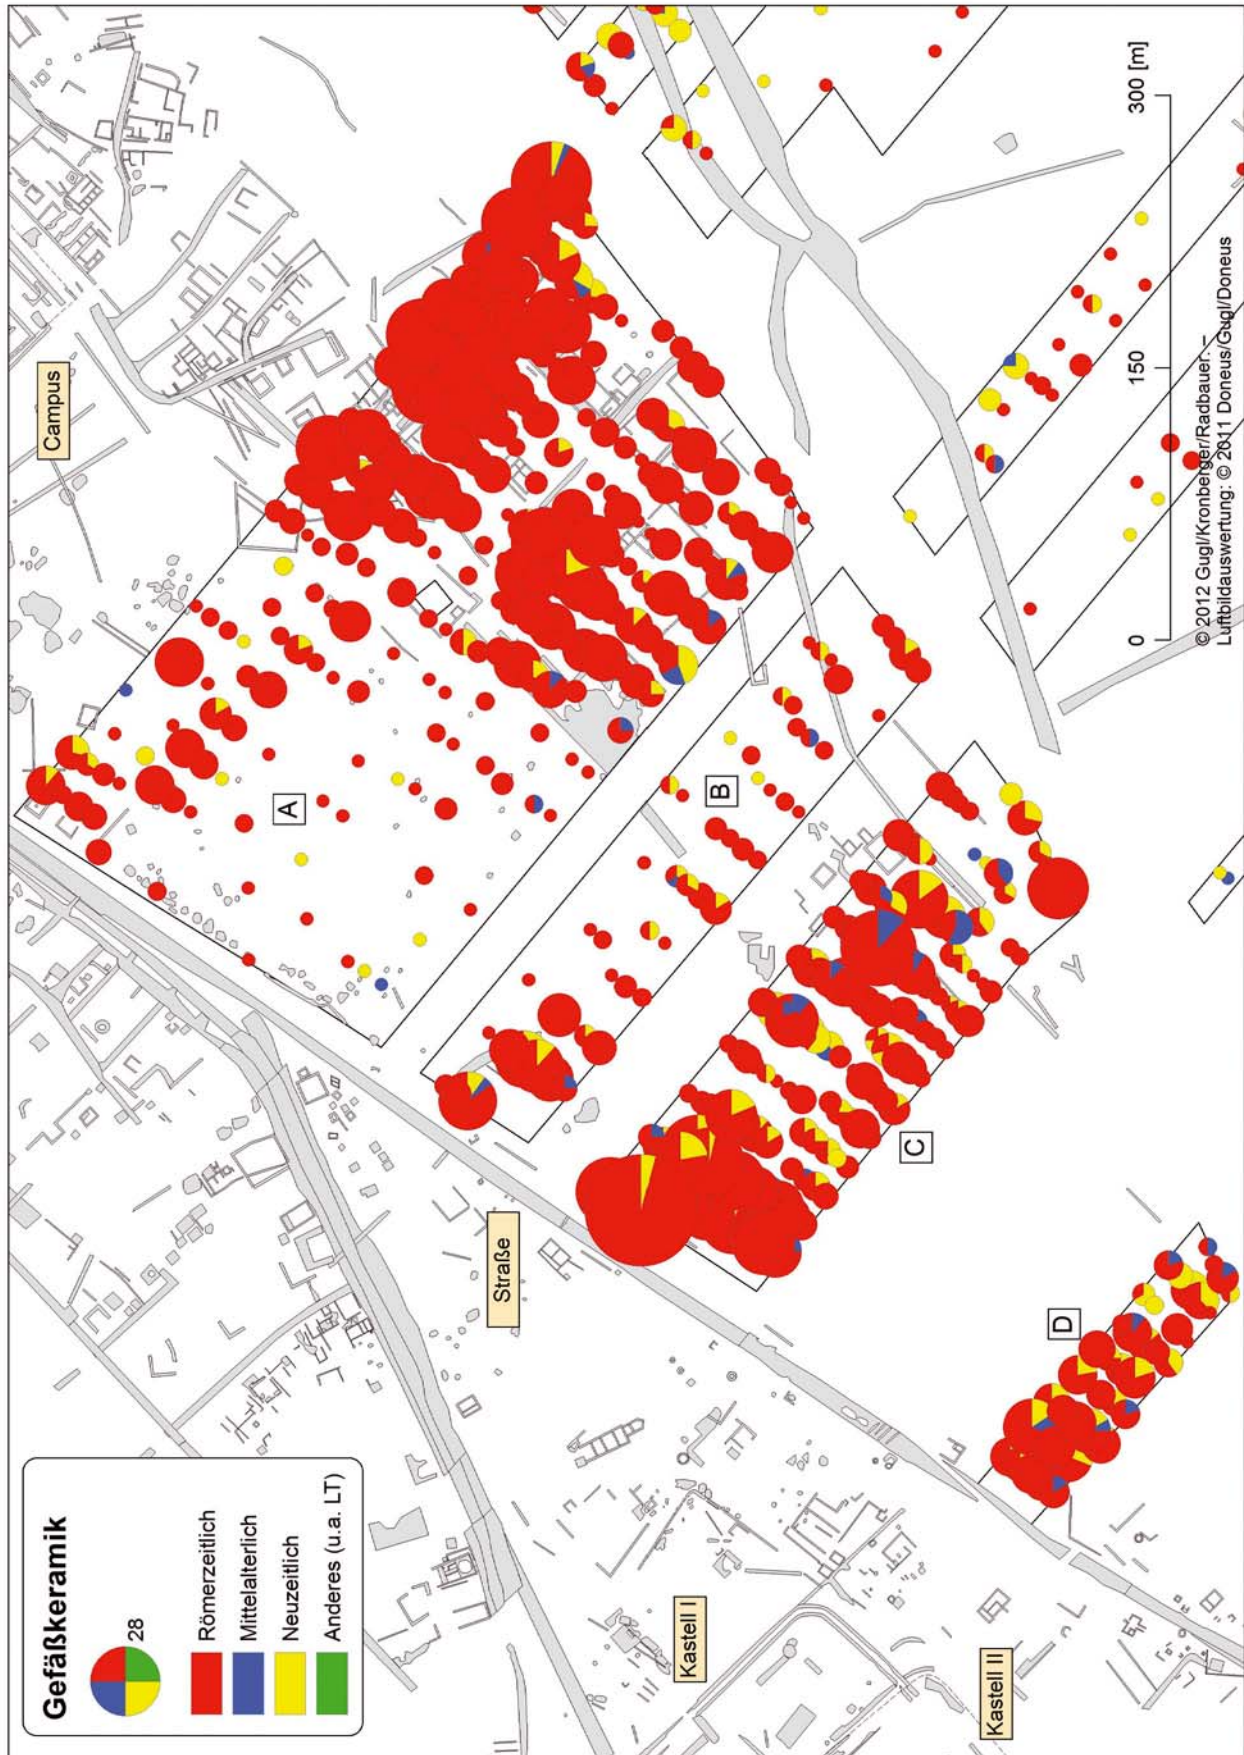 Gefäßkeramik
28
Römerzeitlich
Mittelalterlich
Neuzeitlich
Anderes (u.a. LT)
Campus
Straße
Kastell I
Kastell II
A
B
C
D
0 150 300 [m]
© 2012 Gugl/Kronberger/Radbauer. –
Luftbildauswertung: © 2011 Doneus/Gugl/Doneus